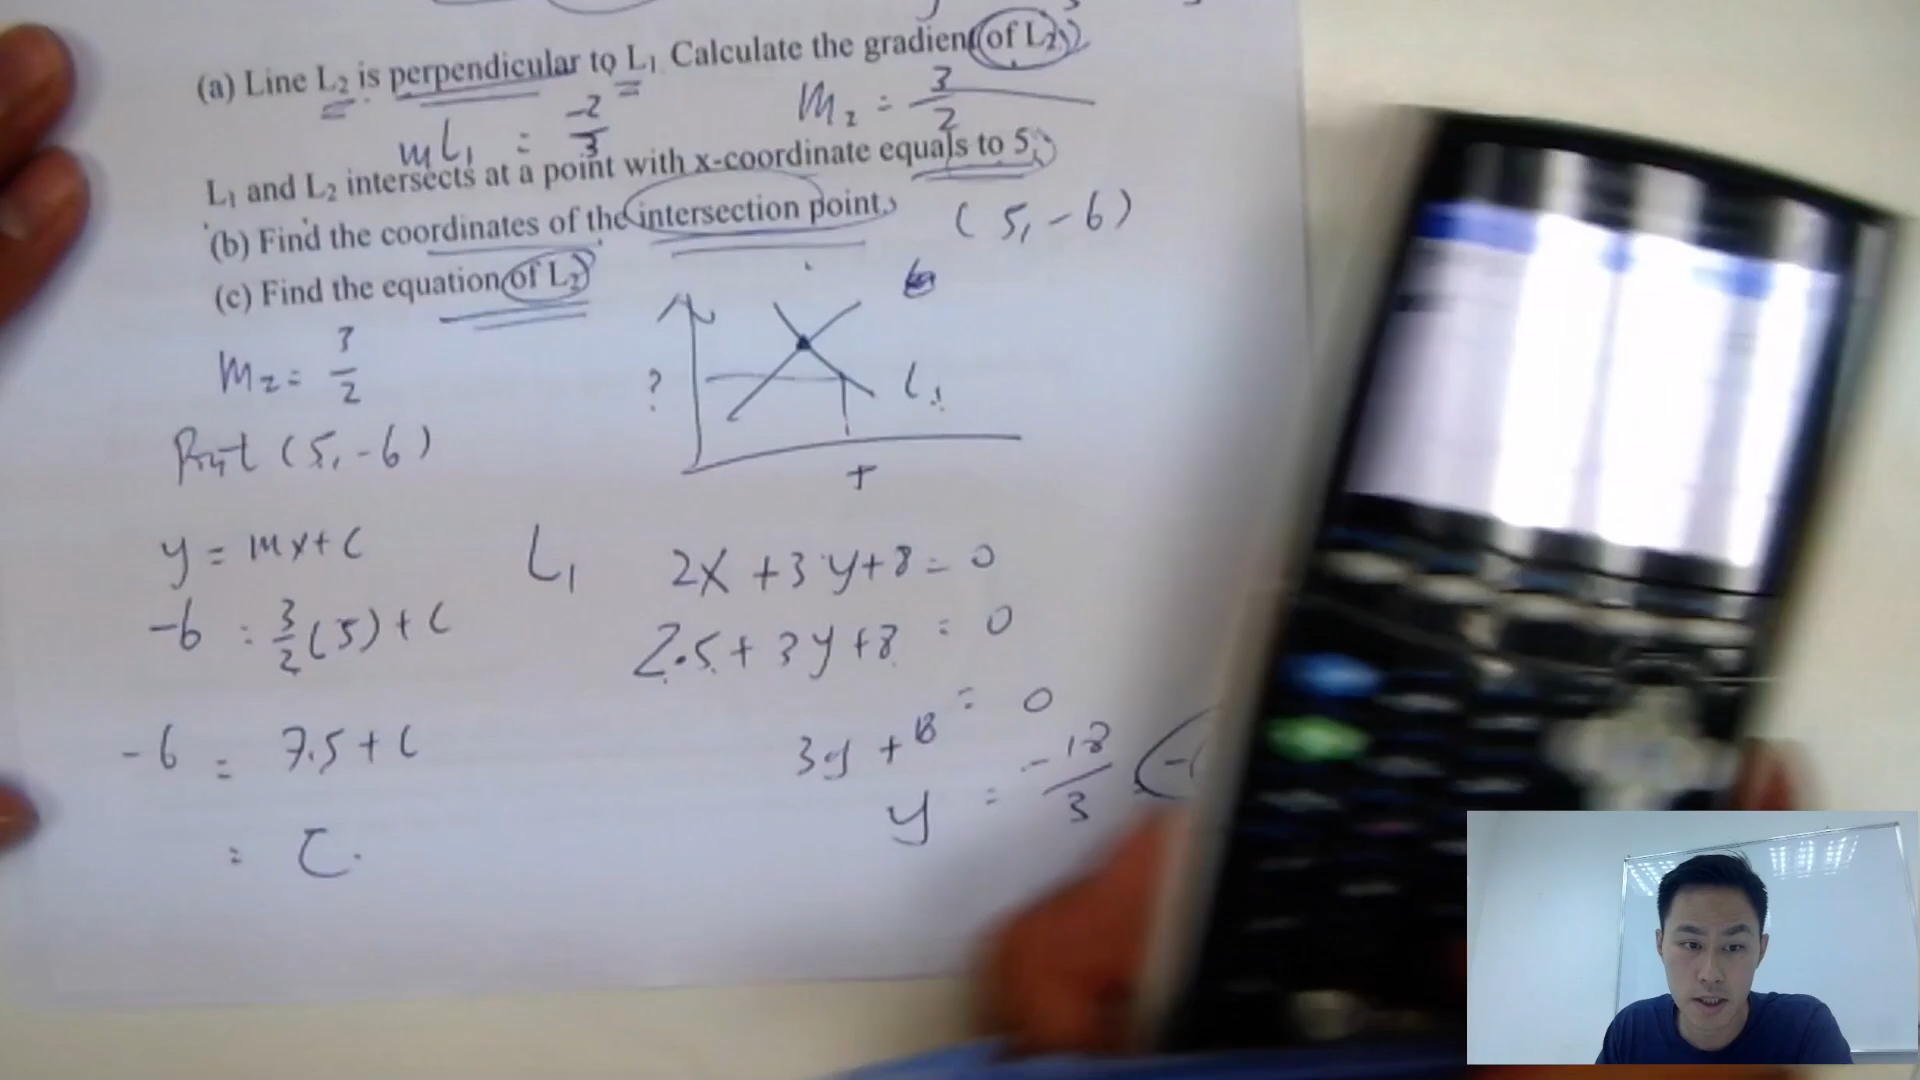 (a) Line L₂ is perpendicular to L₁ Calculate the gradient of L₂.
mL₁ = -2/3
m₂ = 3/2
L₁ and L₂ intersects at a point with x-coordinate equals to 5.
(b) Find the coordinates of the intersection point.
(5, -6)
(c) Find the equation of L₂
m₂ = 3/2
?
L₁
Point (5, -6)
y = mx + c
-6 = 3/2 (5) + c
-6 = 7.5 + c
= c.
L₁ 2x + 3y + 8 = 0
2.5 + 3y + 8 = 0
3y + 18 = 0
y = -18/3